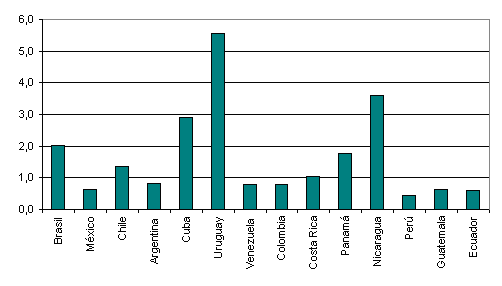 6,0
5,0
4,0
3,0
2,0
1,0
0,0
Brasil
México
Chile
Argentina
Cuba
Uruguay
Venezuela
Colombia
Costa Rica
Panamá
Nicaragua
Perú
Guatemala
Ecuador